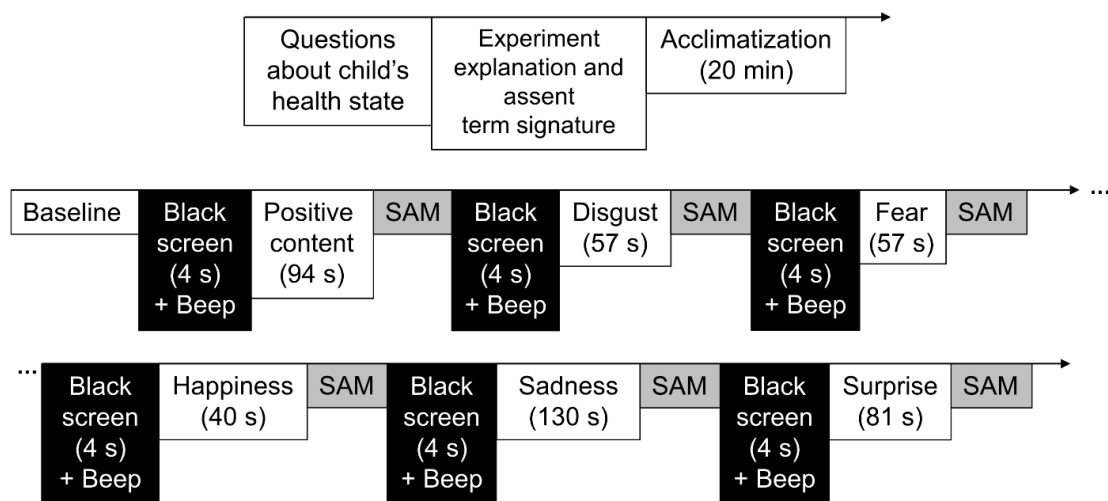 Questions
about child's
health state
Experiment
explanation and
assent
term signature
Acclimatization
(20 min)
Baseline
Black
screen
(4 s)
+ Beep
Positive
content
(94 s)
SAM
Black
screen
(4 s)
+ Beep
Disgust
(57 s)
SAM
Black
screen
(4 s)
+ Beep
Fear
(57 s)
SAM
...
...
Black
screen
(4 s)
+ Beep
Happiness
(40 s)
SAM
Black
screen
(4 s)
+ Beep
Sadness
(130 s)
SAM
Black
screen
(4 s)
+ Beep
Surprise
(81 s)
SAM